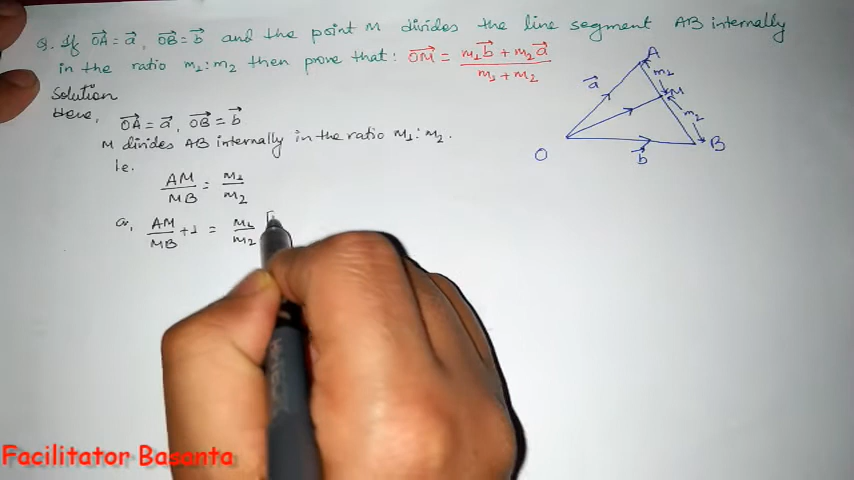 Q. If OA⃗ = a⃗, OB⃗ = b⃗ and the point M divides the line segment AB internally
in the ratio m₁:m₂ then prove that: OM⃗ = (m₁b⃗ + m₂a⃗)/(m₁ + m₂)
Solution
Here,
OA⃗ = a⃗, OB⃗ = b⃗
M divides AB internally in the ratio m₁:m₂.
i.e.
AM/MB = m₁/m₂
or, AM/MB + 1 = m₁/m₂
A
m₂
M
m₂
B
O
a⃗
b⃗
Facilitator Basanta